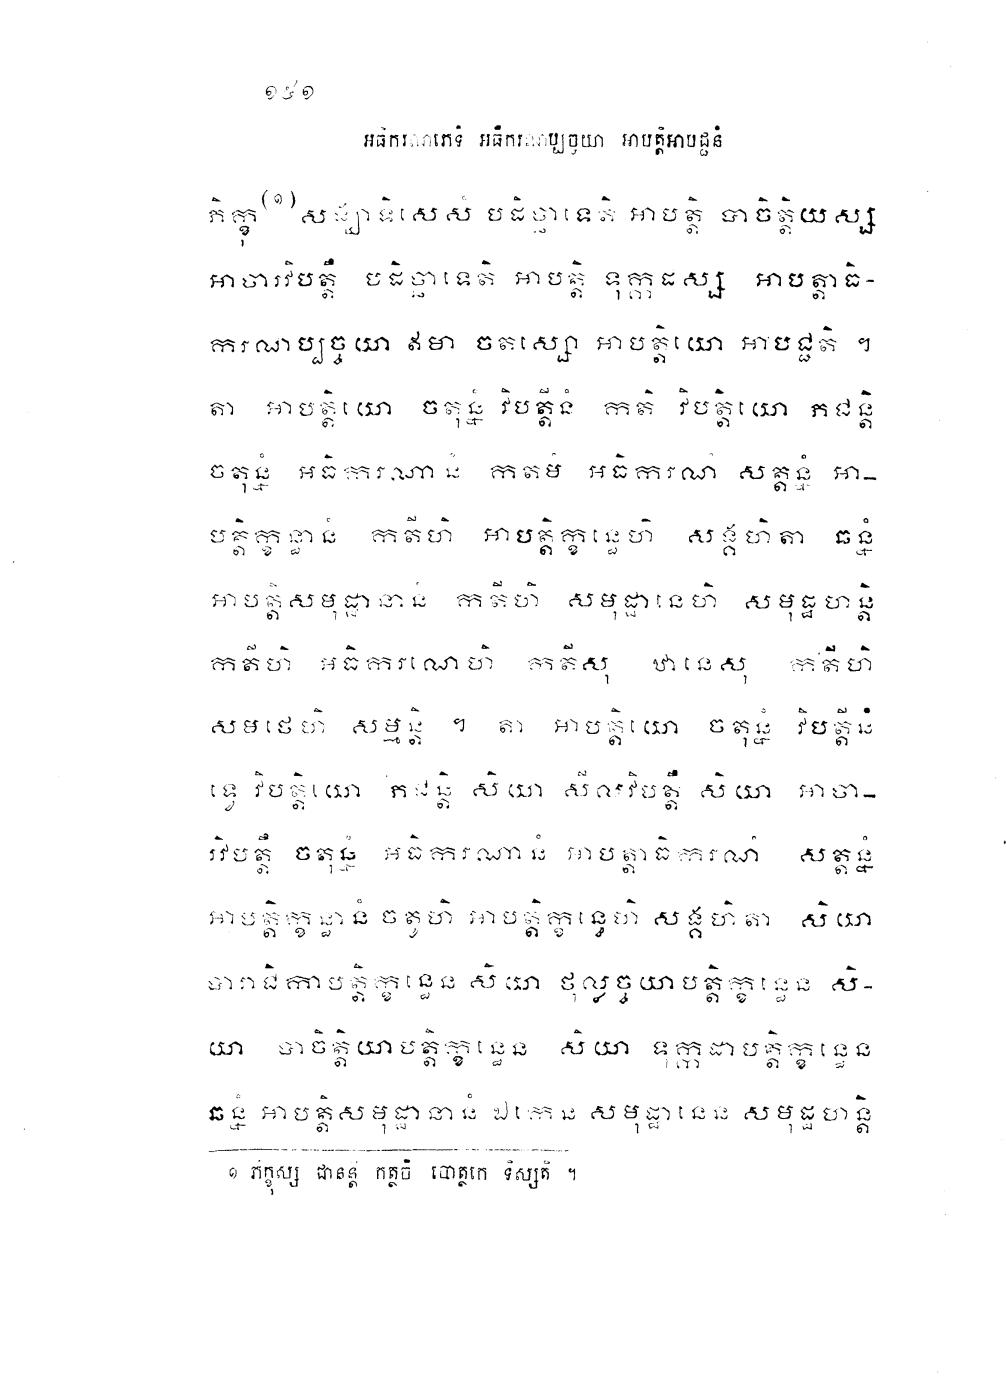 ១៩១
អធិករណភេទំ អធិករណប្បច្ចយា អាបត្តិអាបជ្ជនំ
ភិក្ខុ(១)សង្ឃាទិសេសំ បដិច្ឆាទេតិ អាបត្តិ បាចិត្តិយស្ស
អាចារវិបត្តឹ បដិច្ឆាទេតិ អាបត្តិ ទុក្កដស្ស អាបត្តាធិ-
ករណប្បច្ចយា ឥមា ចតស្សោ អាបត្តិយោ អាបជ្ជតិ ។
តា អាបត្តិយោ ចតុន្នំ វិបត្តីនំ កតិ វិបត្តិយោ ភជន្តិ
ចតុន្នំ អធិករណានំ កតមំ អធិករណំ សត្តន្នំ អា-
បត្តិក្ខន្ធានំ កតីហិ អាបត្តិក្ខន្ធេហិ សង្គហិតា ឆន្នំ
អាបត្តិសមុដ្ឋានានំ កតីហិ សមុដ្ឋានេហិ សមុដ្ឋហន្តិ
កតីហិ អធិករណេហិ កតីសុ ឋានេសុ កតីហិ
សមថេហិ សម្មន្តិ ។ តា អាបត្តិយោ ចតុន្នំ វិបត្តីនំ
ទ្វេ វិបត្តិយោ ភជន្តិ សិយា សីលវិបត្តឹ សិយា អាចា-
រវិបត្តឹ ចតុន្នំ អធិករណានំ អាបត្តាធិករណំ សត្តន្នំ
អាបត្តិក្ខន្ធានំ ចតូហិ អាបត្តិក្ខន្ធេហិ សង្គហិតា សិយា
បារាជិកាបត្តិក្ខន្ធេន សិយា ថុល្លច្ចយាបត្តិក្ខន្ធេន សិ-
យា បាចិត្តិយាបត្តិក្ខន្ធេន សិយា ទុក្កដាបត្តិក្ខន្ធេន
ឆន្នំ អាបត្តិសមុដ្ឋានានំ ឯកេន សមុដ្ឋានេន សមុដ្ឋហន្តិ
១ ភិក្ខុស្ស ជានន្តំ កត្ថចិ បោត្ថកេ ទិស្សតិ ។